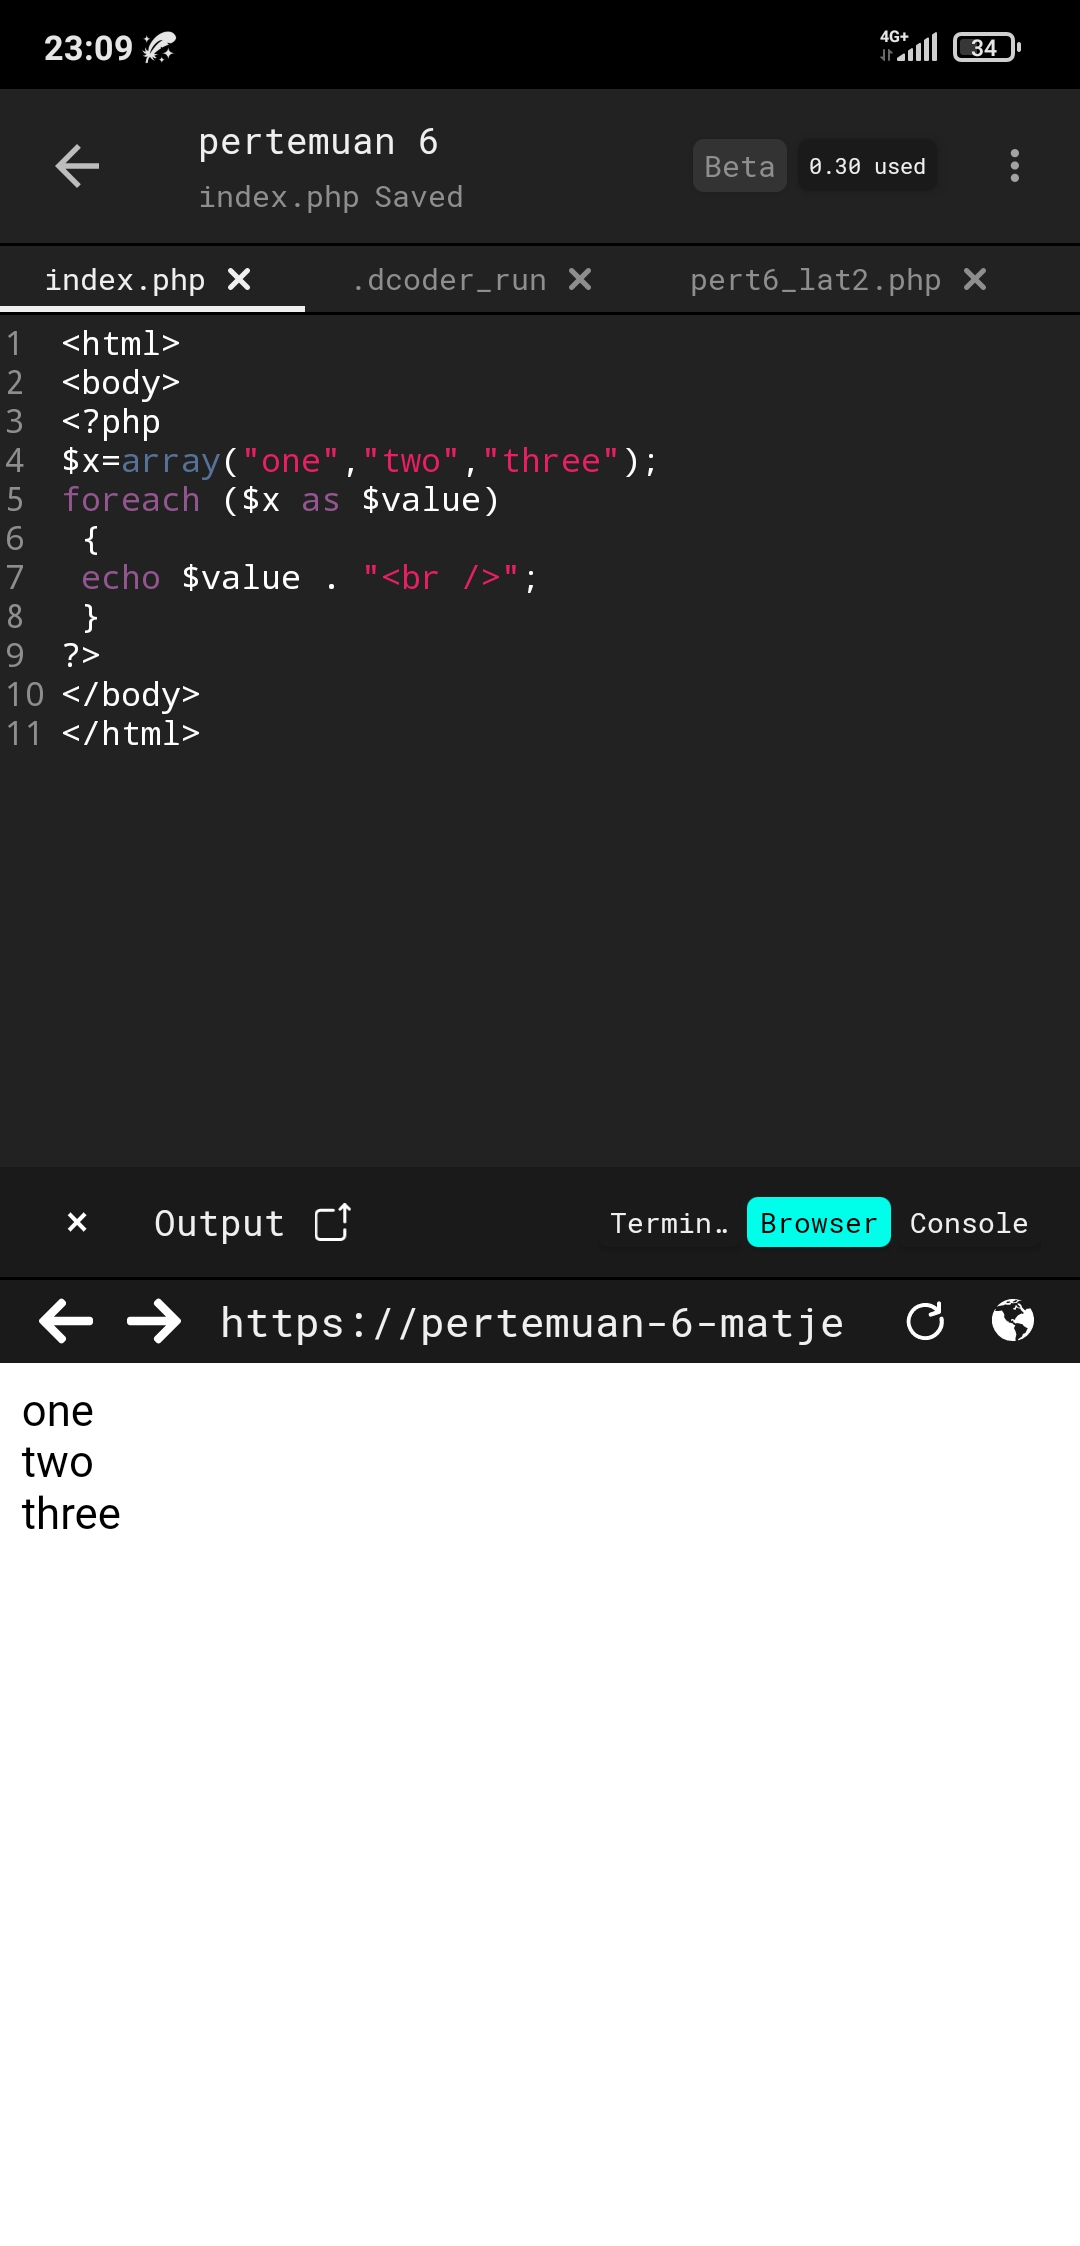 23:09 4G+ 34
pertemuan 6
index.php Saved
Beta 0.30 used
index.php .dcoder_run pert6_lat2.php
1 <html>
2 <body>
3 <?php
4 $x=array("one","two","three");
5 foreach ($x as $value)
6  {
7  echo $value . "<br />";
8  }
9 ?>
10 </body>
11 </html>
Output Termin… Browser Console
https://pertemuan-6-matje
one
two
three